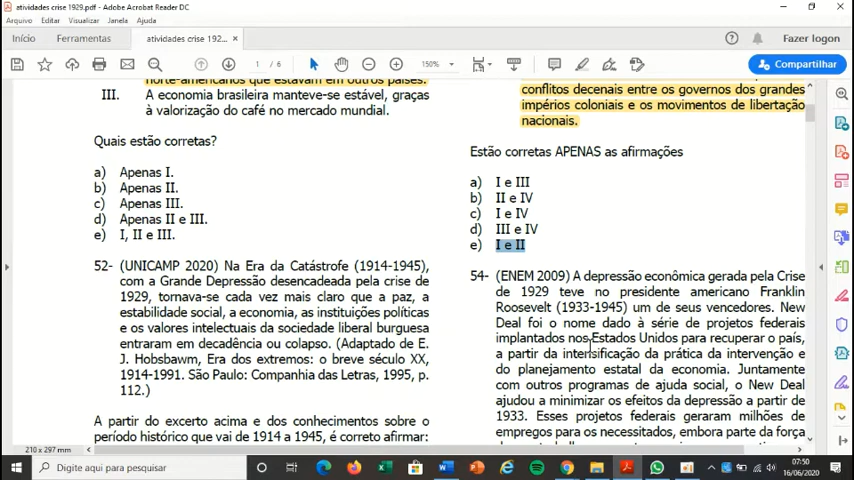 atividades crise 1929.pdf - Adobe Acrobat Reader DC
Arquivo Editar Visualizar Assinar Janela Ajuda
Início Ferramentas atividades crise 192... × Fazer logon
1 / 6 150% Compartilhar
norte-americanos que estavam em outros países.
III. A economia brasileira manteve-se estável, graças
à valorização do café no mercado mundial.
Quais estão corretas?
a) Apenas I.
b) Apenas II.
c) Apenas III.
d) Apenas II e III.
e) I, II e III.
52- (UNICAMP 2020) Na Era da Catástrofe (1914-1945),
com a Grande Depressão desencadeada pela crise de
1929, tornava-se cada vez mais claro que a paz, a
estabilidade social, a economia, as instituições políticas
e os valores intelectuais da sociedade liberal burguesa
entraram em decadência ou colapso. (Adaptado de E.
J. Hobsbawm, Era dos extremos: o breve século XX,
1914-1991. São Paulo: Companhia das Letras, 1995, p.
112.)
A partir do excerto acima e dos conhecimentos sobre o
período histórico que vai de 1914 a 1945, é correto afirmar:
conflitos decenais entre os governos dos grandes
impérios coloniais e os movimentos de libertação
nacionais.
Estão corretas APENAS as afirmações
a) I e III
b) II e IV
c) I e IV
d) III e IV
e) I e II
54- (ENEM 2009) A depressão econômica gerada pela Crise
de 1929 teve no presidente americano Franklin
Roosevelt (1933-1945) um de seus vencedores. New
Deal foi o nome dado à série de projetos federais
implantados nos Estados Unidos para recuperar o país,
a partir da intensificação da prática da intervenção e
do planejamento estatal da economia. Juntamente
com outros programas de ajuda social, o New Deal
ajudou a minimizar os efeitos da depressão a partir de
1933. Esses projetos federais geraram milhões de
empregos para os necessitados, embora parte da força
210 x 297 mm
Digite aqui para pesquisar
07:50
16/06/2020